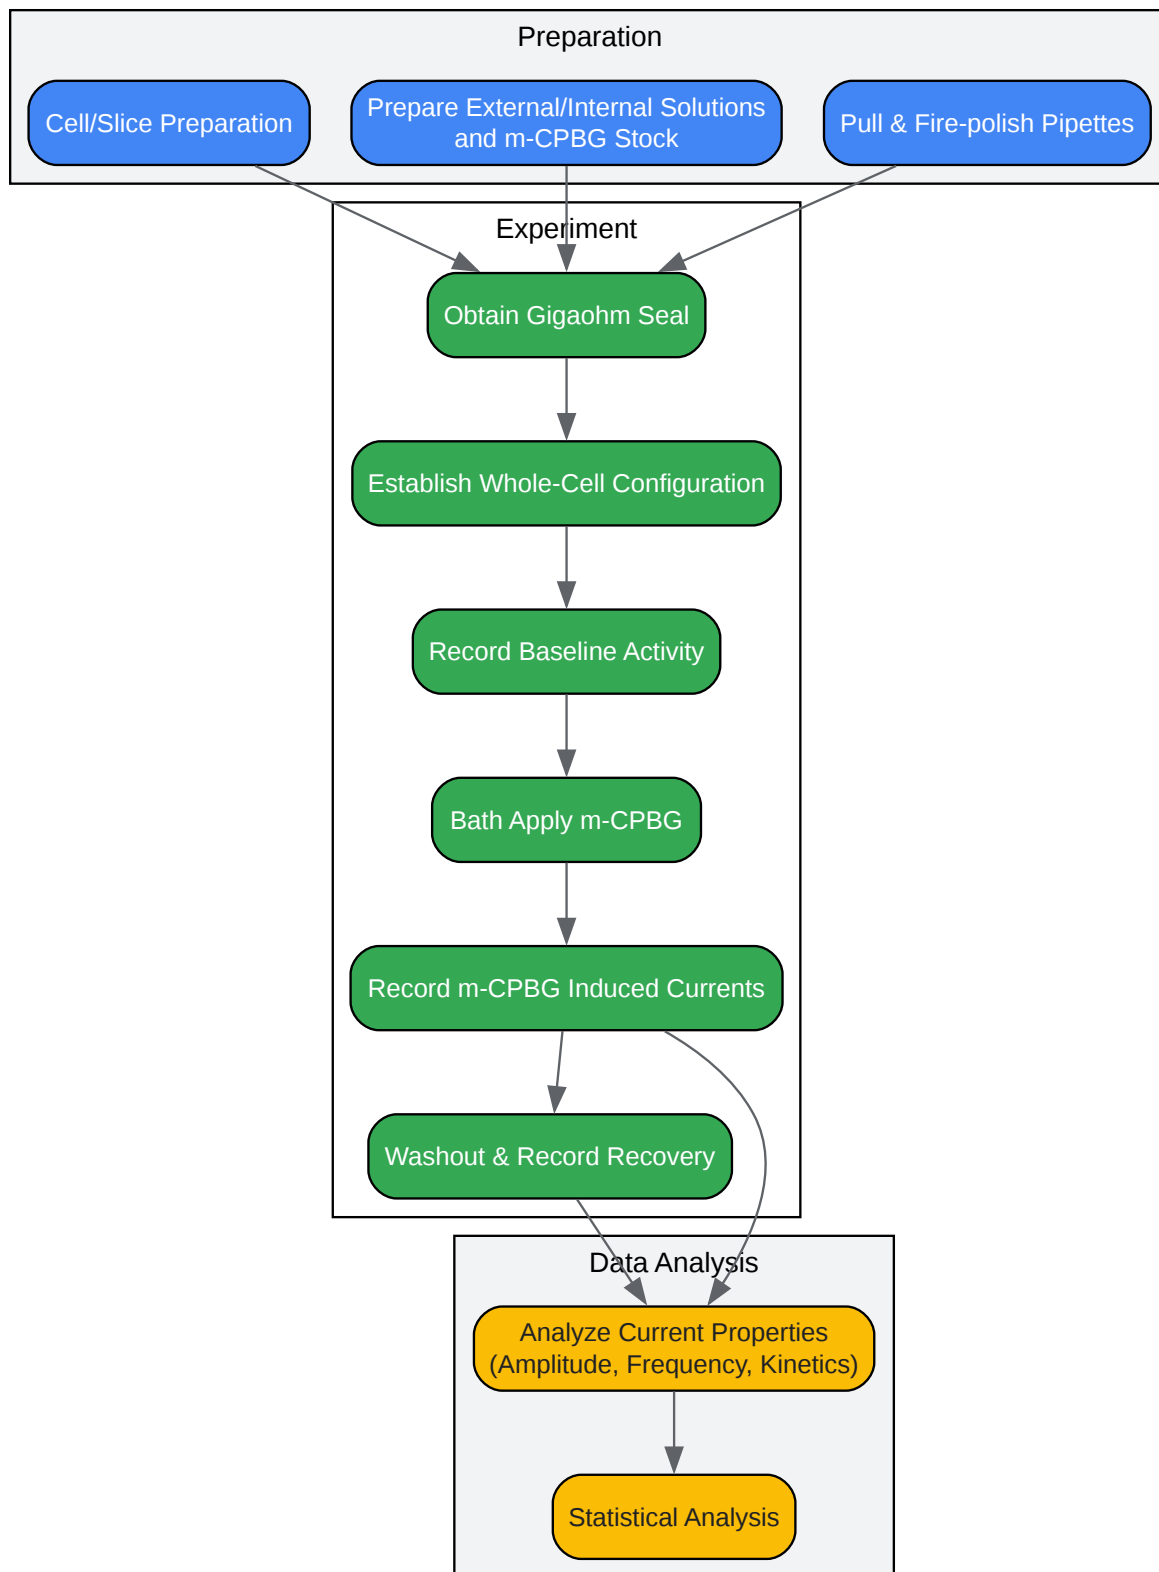 Preparation
Cell/Slice Preparation
Prepare External/Internal Solutions
and m-CPBG Stock
Pull & Fire-polish Pipettes
Experiment
Obtain Gigaohm Seal
Establish Whole-Cell Configuration
Record Baseline Activity
Bath Apply m-CPBG
Record m-CPBG Induced Currents
Washout & Record Recovery
Data Analysis
Analyze Current Properties
(Amplitude, Frequency, Kinetics)
Statistical Analysis